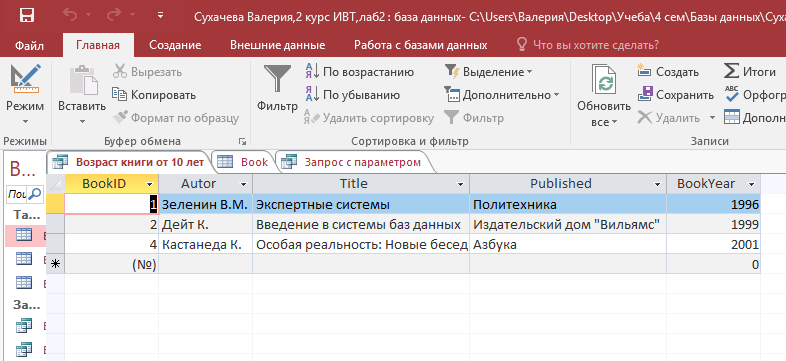 Сухачева Валерия,2 курс ИВТ,лаб2 : база данных- C:\Users\Валерия\Desktop\Учеба\4 сем\Базы данных\Суха
Файл Главная Создание Внешние данные Работа с базами данных Что вы хотите сделать?
Режим
Режимы
Вставить
Вырезать
Копировать
Формат по образцу
Буфер обмена
Фильтр
По возрастанию
По убыванию
Удалить сортировку
Выделение
Дополнительно
Фильтр
Сортировка и фильтр
Обновить
все
Создать
Сохранить
Удалить
Итоги
Орфогр
Дополн
Записи
В...
Пои
Та...
За...
Возраст книги от 10 лет Book Запрос с параметром
BookID Autor Title Published BookYear
1 Зеленин В.М. Экспертные системы Политехника 1996
2 Дейт К. Введение в системы баз данных Издательский дом "Вильямс" 1999
4 Кастанеда К. Особая реальность: Новые бесед Азбука 2001
(№) 0